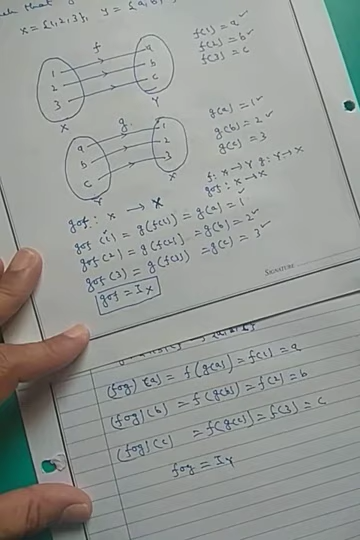 that g
X = {1,2,3}, Y = {a,b,
f(1) = a
f(2) = b
f(3) = c
f
1 a
2 b
3 c
X Y
g(a) = 1
g(b) = 2
g(c) = 3
g
a 1
b 2
c 3
Y X
f: X → Y g: Y → X
gof: X → X
gof : X → X
gof (1) = g(f(1)) = g(a) = 1
gof (2) = g(f(2)) = g(b) = 2
gof (3) = g(f(3)) = g(c) = 3
gof = Ix
SIGNATURE
(fog)(a) = f(g(a)) = f(1) = a
(fog)(b) = f(g(b)) = f(2) = b
(fog)(c) = f(g(c)) = f(3) = c
fog = IY